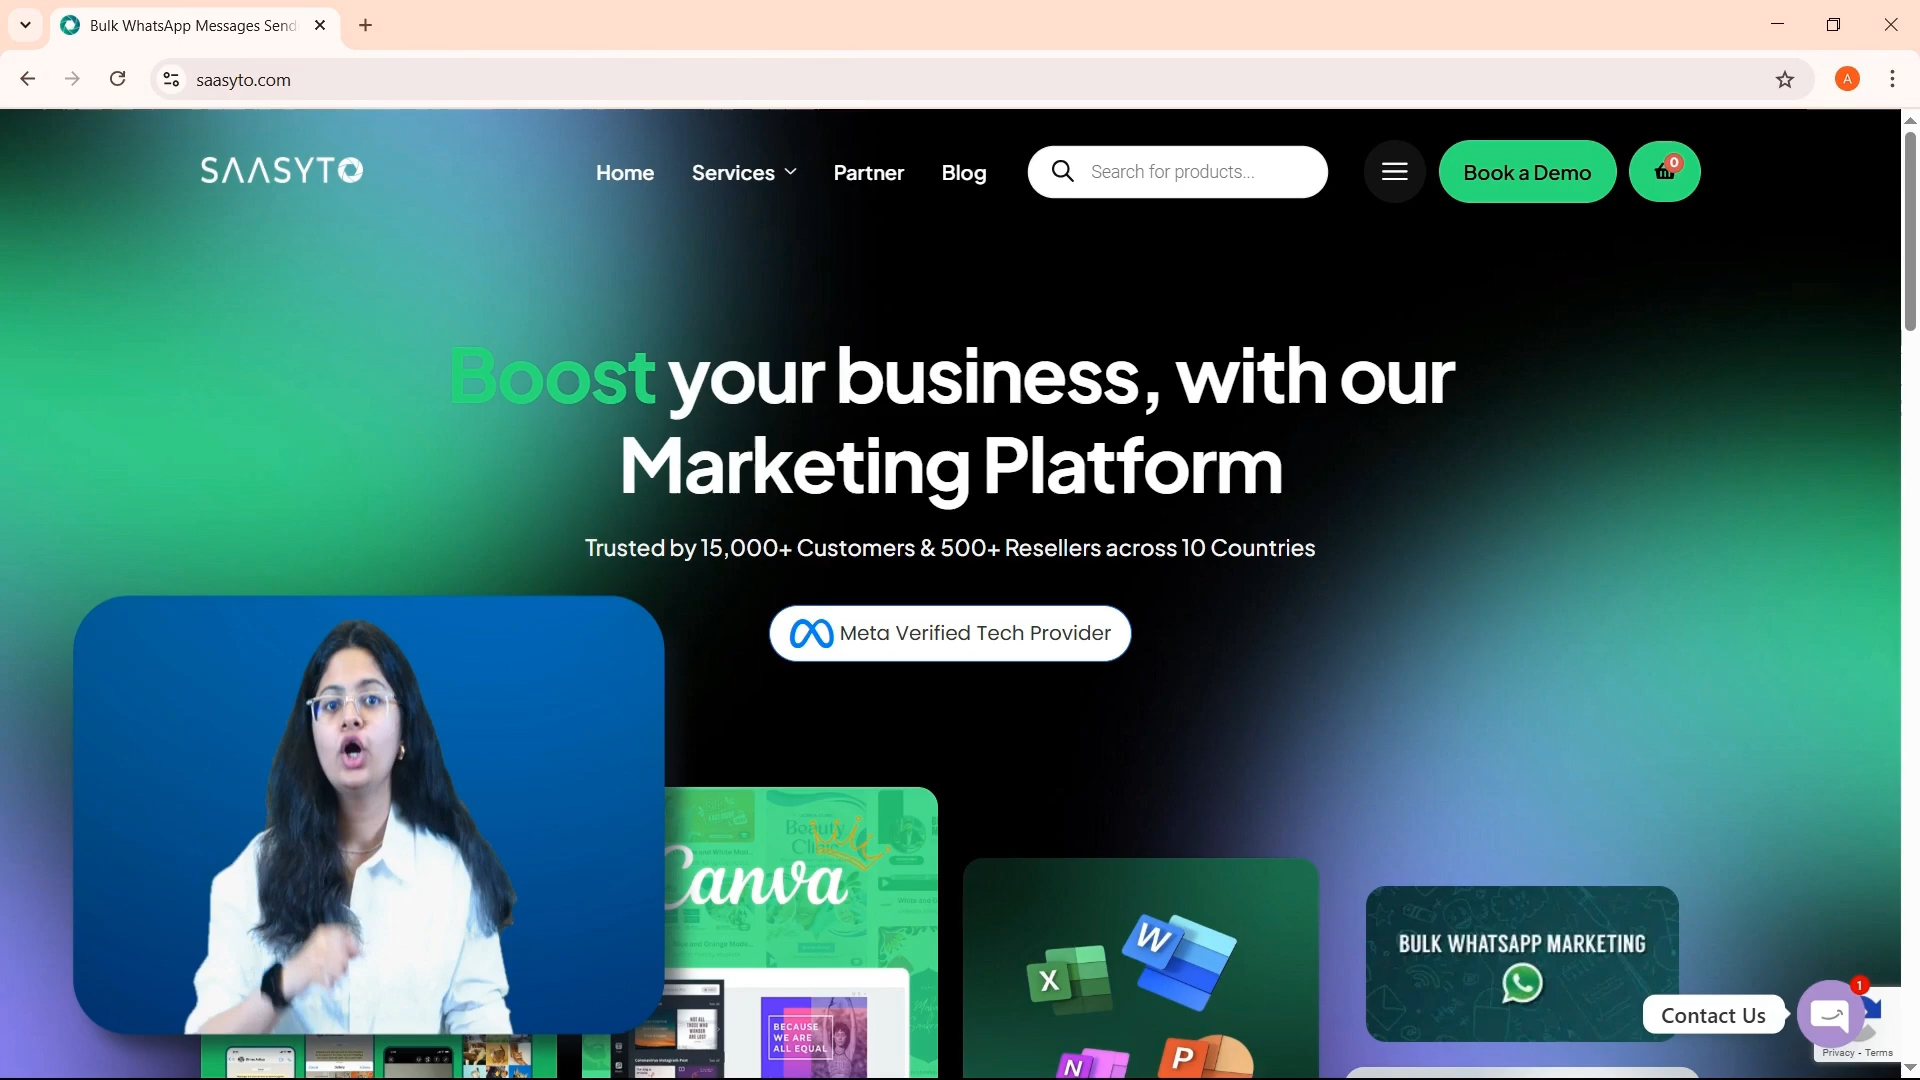 Bulk WhatsApp Messages Send
saasyto.com
A
SAASYTO
Home
Services
Partner
Blog
Search for products...
Book a Demo
0
Boost your business, with our
Marketing Platform
Trusted by 15,000+ Customers & 500+ Resellers across 10 Countries
Meta Verified Tech Provider
Beauty
Clinic
Canva
BECAUSE
WE ARE
ALL EQUAL
X
W
N
P
BULK WHATSAPP MARKETING
Contact Us
1
Privacy - Terms